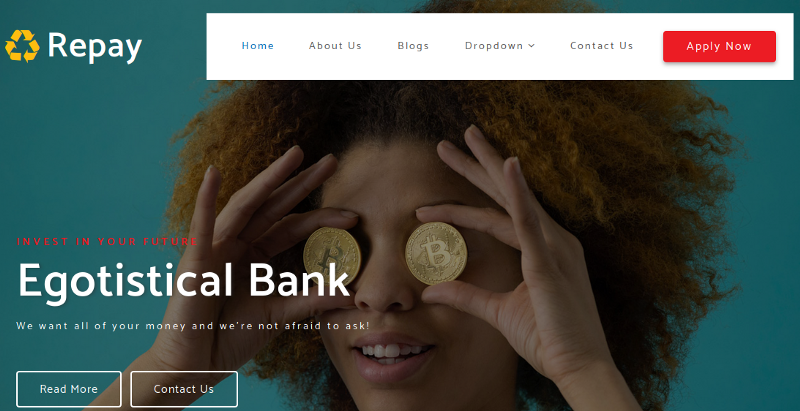 Repay
Home About Us Blogs Dropdown Contact Us Apply Now
INVEST IN YOUR FUTURE
Egotistical Bank
We want all of your money and we're not afraid to ask!
Read More Contact Us